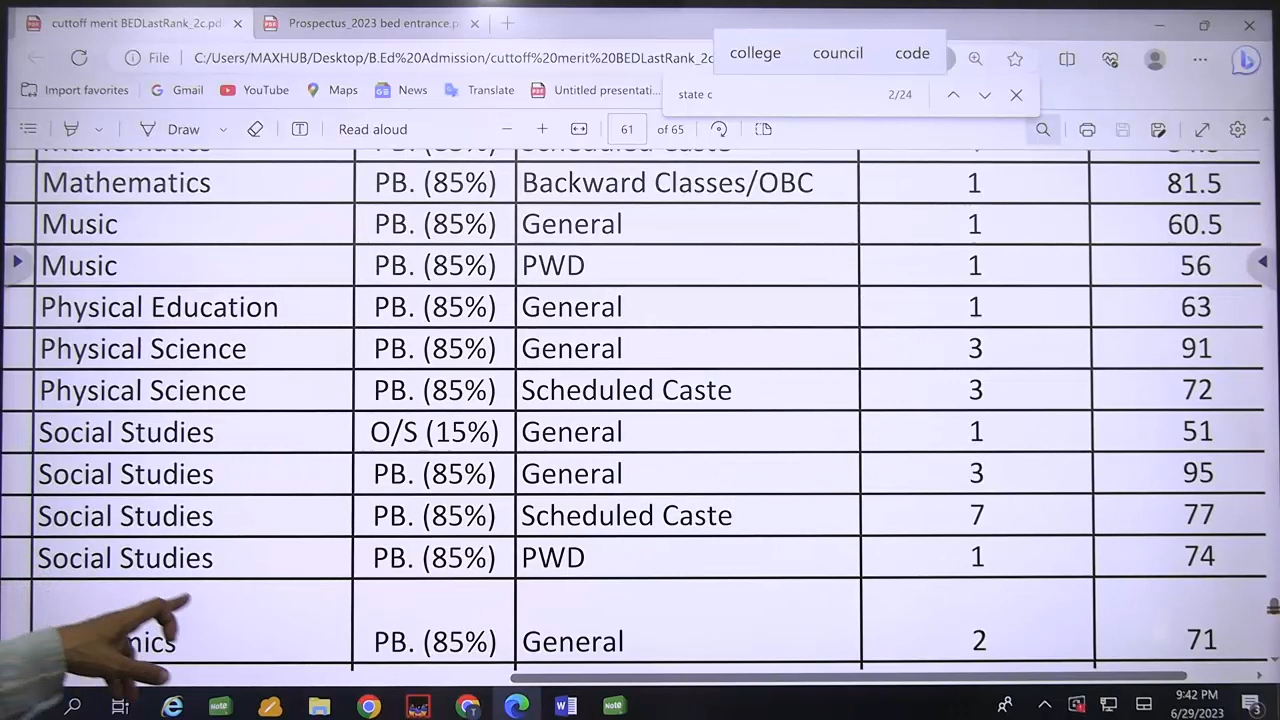 cuttoff merit BEDLastRank_2c.pd
Prospectus_2023 bed entrance.p
File
C:/Users/MAXHUB/Desktop/B.Ed%20Admission/cuttoff%20merit%20BEDLastRank_2c
college council code
Import favorites Gmail YouTube Maps News Translate Untitled presentati...
state c 2/24
Draw Read aloud 61 of 65
Mathematics PB. (85%) Backward Classes/OBC 1 81.5
Music PB. (85%) General 1 60.5
Music PB. (85%) PWD 1 56
Physical Education PB. (85%) General 1 63
Physical Science PB. (85%) General 3 91
Physical Science PB. (85%) Scheduled Caste 3 72
Social Studies O/S (15%) General 1 51
Social Studies PB. (85%) General 3 95
Social Studies PB. (85%) Scheduled Caste 7 77
Social Studies PB. (85%) PWD 1 74
PB. (85%) General 2 71
Note Note
9:42 PM
6/29/2023
3